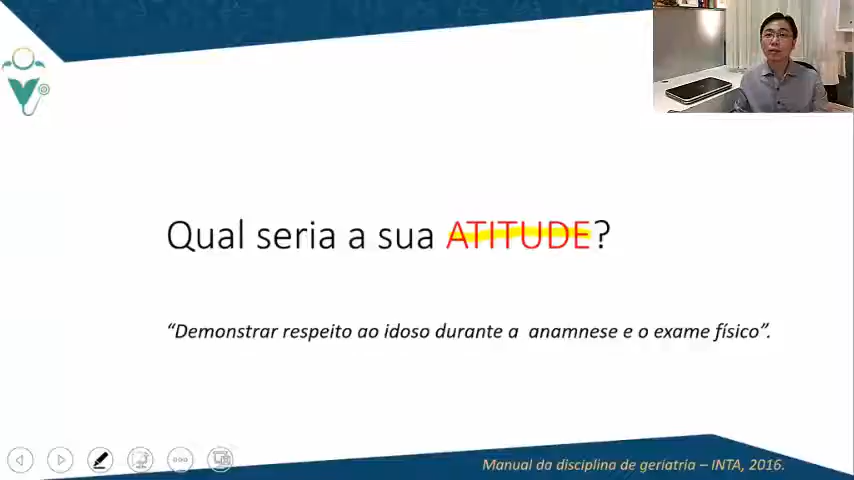 Qual seria a sua ATITUDE?
“Demonstrar respeito ao idoso durante a anamnese e o exame físico”.
Manual da disciplina de geriatria – INTA, 2016.